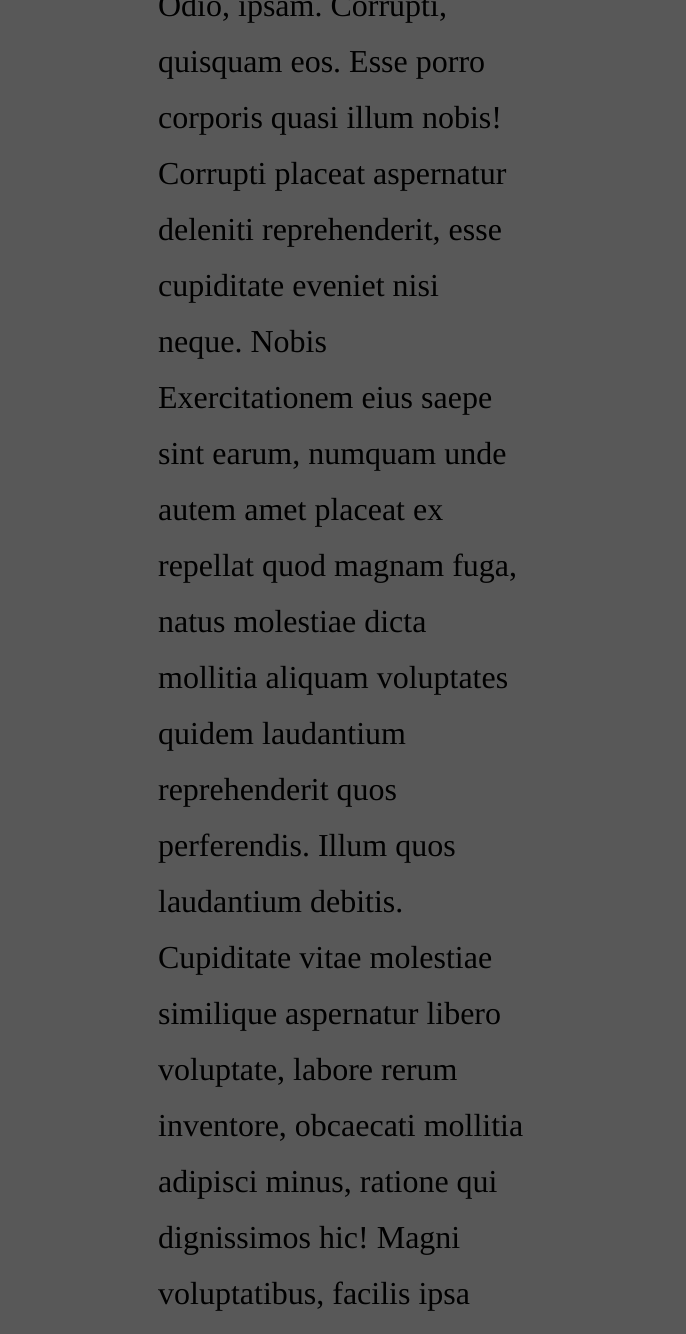 Odio, ipsam. Corrupti,
quisquam eos. Esse porro
corporis quasi illum nobis!
Corrupti placeat aspernatur
deleniti reprehenderit, esse
cupiditate eveniet nisi
neque. Nobis
Exercitationem eius saepe
sint earum, numquam unde
autem amet placeat ex
repellat quod magnam fuga,
natus molestiae dicta
mollitia aliquam voluptates
quidem laudantium
reprehenderit quos
perferendis. Illum quos
laudantium debitis.
Cupiditate vitae molestiae
similique aspernatur libero
voluptate, labore rerum
inventore, obcaecati mollitia
adipisci minus, ratione qui
dignissimos hic! Magni
voluptatibus, facilis ipsa